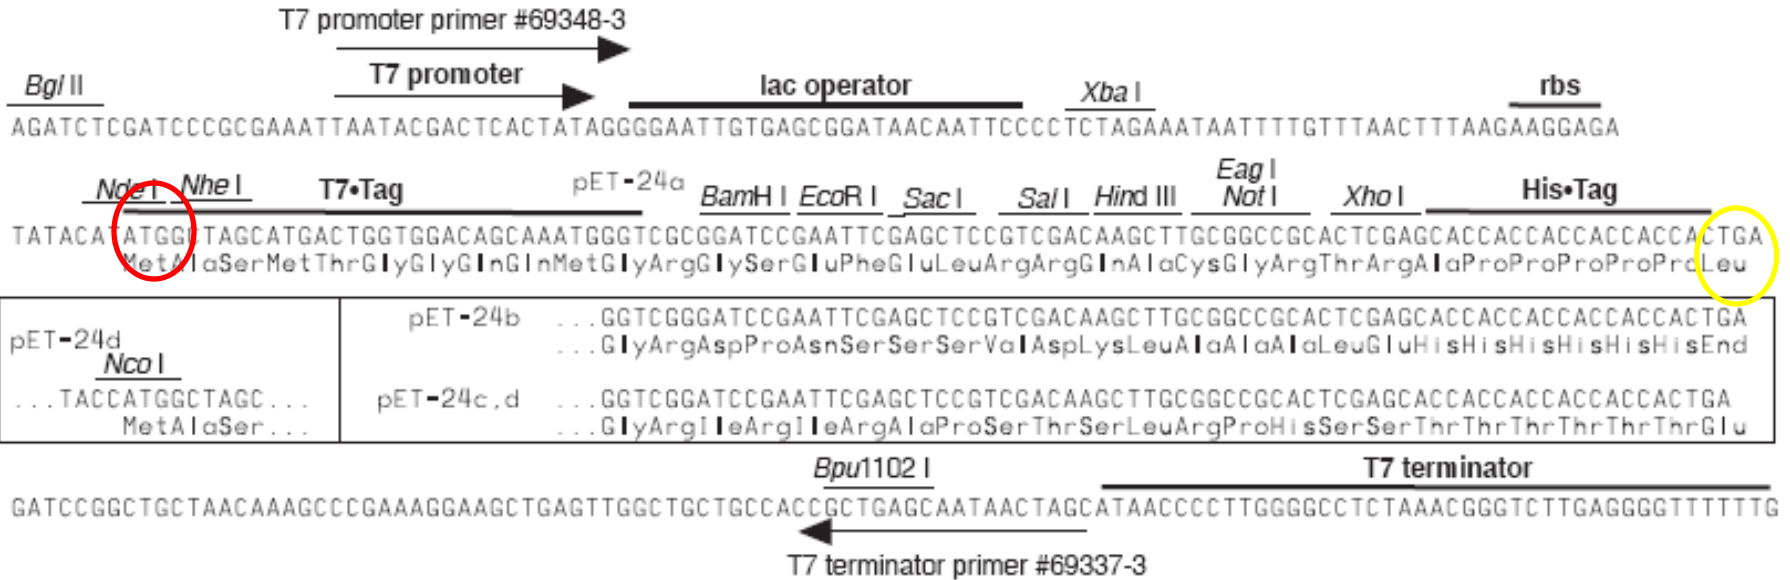 T7 promoter primer #69348-3
Bgl II T7 promoter lac operator Xba I rbs
AGATCTCGATCCCGCGAAATTAATACGACTCACTATAGGGGAATTGTGAGCGGATAACAATTCCCCTCTAGAAATAATTTTGTTTAACTTTAAGAAGGAGA
Nde I Nhe I T7•Tag pET-24a BamH I EcoR I Sac I Sal I Hind III Eag I Not I Xho I His•Tag
TATACATATGGCTAGCATGACTGGTGGACAGCAAATGGGTCGCGGATCCGAATTCGAGCTCCGTCGACAAGCTTGCGGCCGCACTCGAGCACCACCACCACCACCACTGA
MetAlaSerMetThrGlyGlyGlnGlnMetGlyArgGlySerGluPheGluLeuArgArgGlnAlaCysGlyArgThrArgAlaProProProProProLeu
pET-24d
Nco I
...TACCATGGCTAGC...
MetAlaSer...
pET-24b ...GGTCGGGATCCGAATTCGAGCTCCGTCGACAAGCTTGCGGCCGCACTCGAGCACCACCACCACCACCACTGA
...GlyArgAspProAsnSerSerSerValAspLysLeuAlaAlaAlaLeuGluHisHisHisHisHisHisEnd
pET-24c,d ...GGTCGGATCCGAATTCGAGCTCCGTCGACAAGCTTGCGGCCGCACTCGAGCACCACCACCACCACCACTGA
...GlyArgIleArgIleArgAlaProSerThrSerLeuArgProHisSerSerThrThrThrThrThrThrGlu
Bpu1102 I T7 terminator
GATCCGGCTGCTAACAAAGCCCGAAAGGAAGCTGAGTTGGCTGCTGCCACCGCTGAGCAATAACTAGCATAACCCCTTGGGGCCTCTAAACGGGTCTTGAGGGGTTTTTTG
T7 terminator primer #69337-3